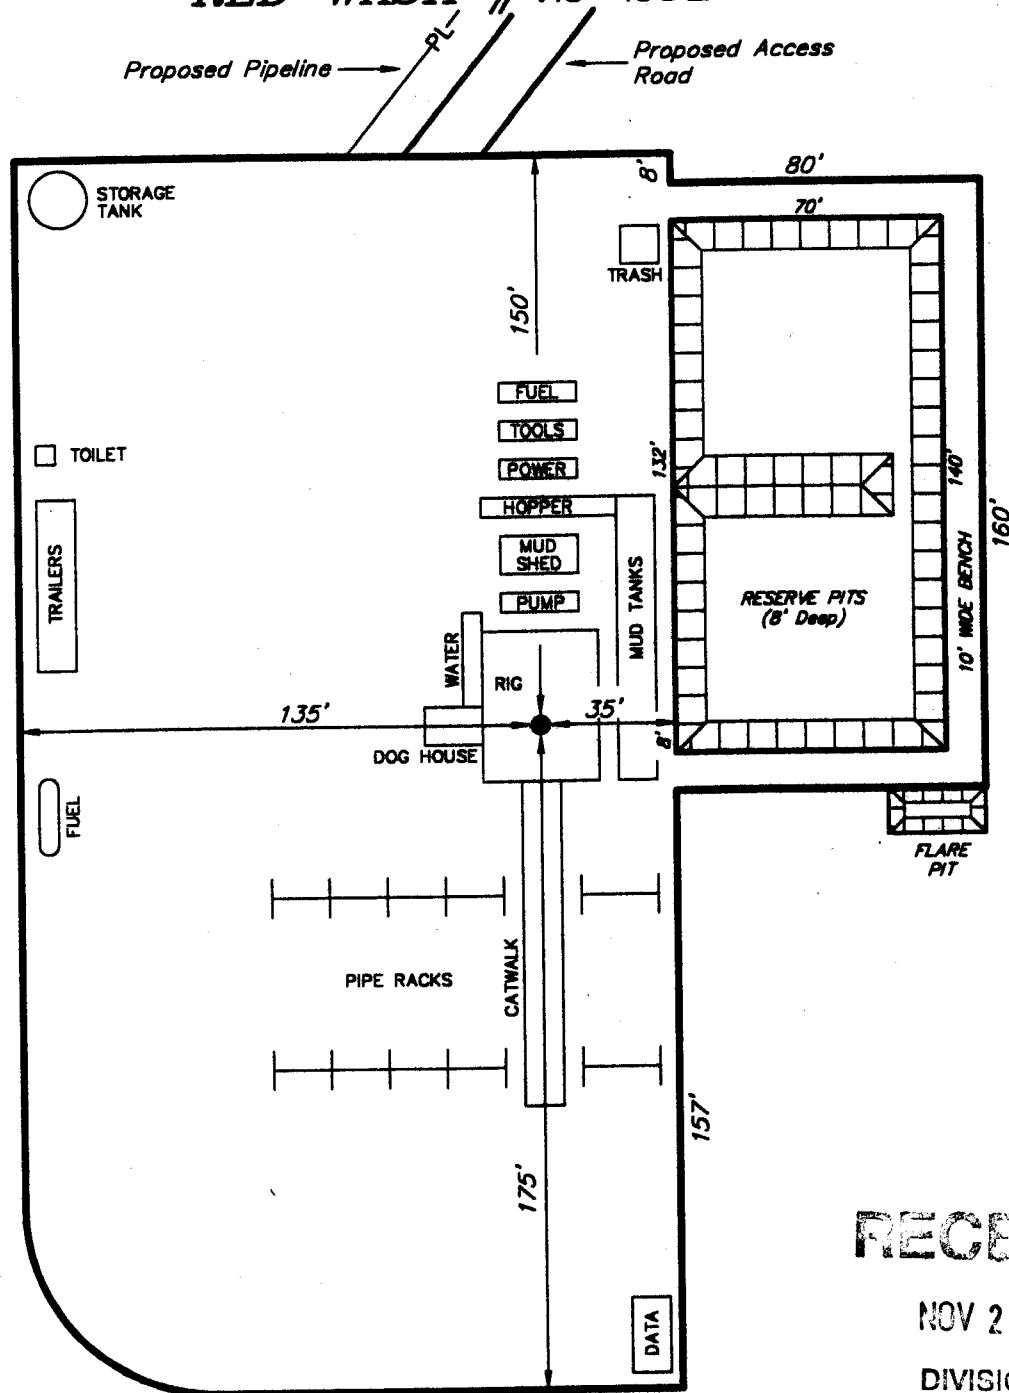 PL
Proposed Pipeline
Proposed Access
Road
8'
80'
STORAGE
TANK
70'
TRASH
150'
FUEL
TOOLS
TOILET
POWER
132'
140'
HOPPER
160'
MUD
SHED
TRAILERS
MUD TANKS
PUMP
RESERVE PITS
(8' Deep)
10' WIDE BENCH
WATER
RIG
135'
35'
8'
DOG HOUSE
FUEL
FLARE
PIT
PIPE RACKS
CATWALK
157'
175'
NOV 2
DATA